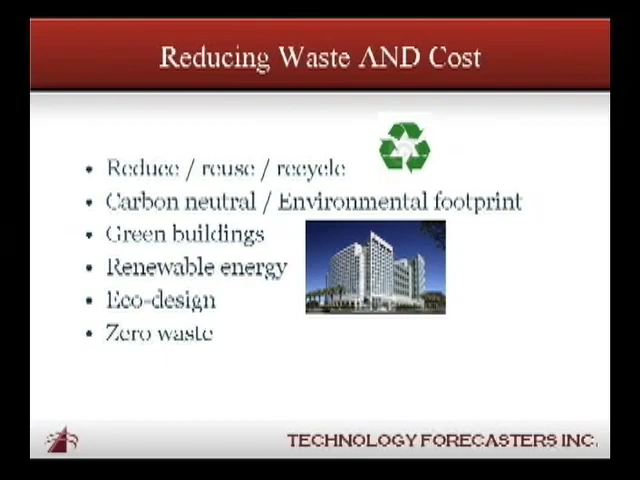 Reducing Waste AND Cost
• Reduce / reuse / recycle
• Carbon neutral / Environmental footprint
• Green buildings
• Renewable energy
• Eco-design
• Zero waste
TECHNOLOGY FORECASTERS INC.